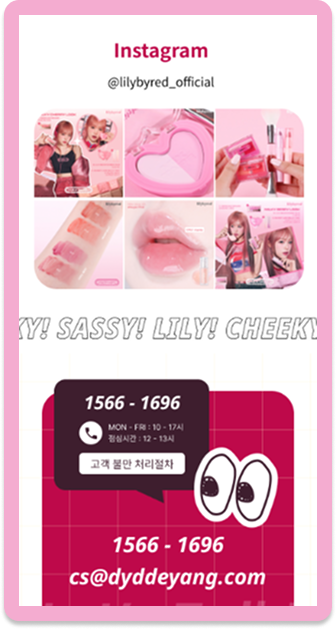 Instagram
@lilybyred_official
KY! SASSY! LILY! CHEEKY
1566 - 1696
MON - FRI : 10 - 17시
점심시간 : 12 - 13시
고객 불만 처리절차
1566 - 1696
cs@dyddeyang.com